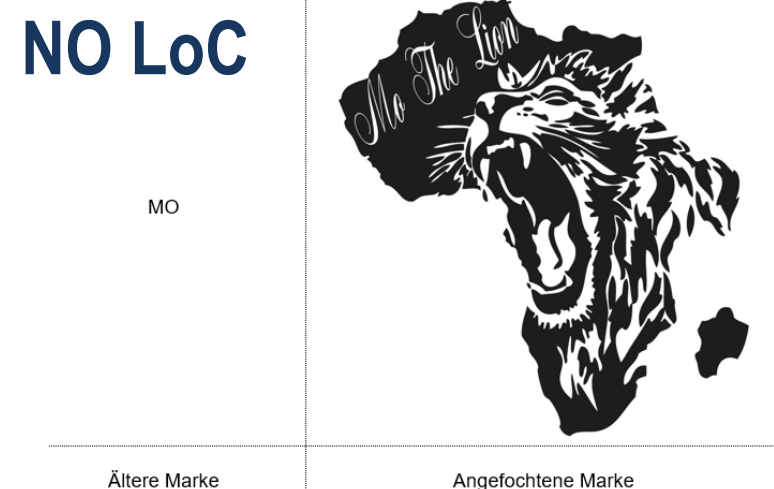 NO LoC
Mo The Lion
MO
Ältere Marke
Angefochtene Marke